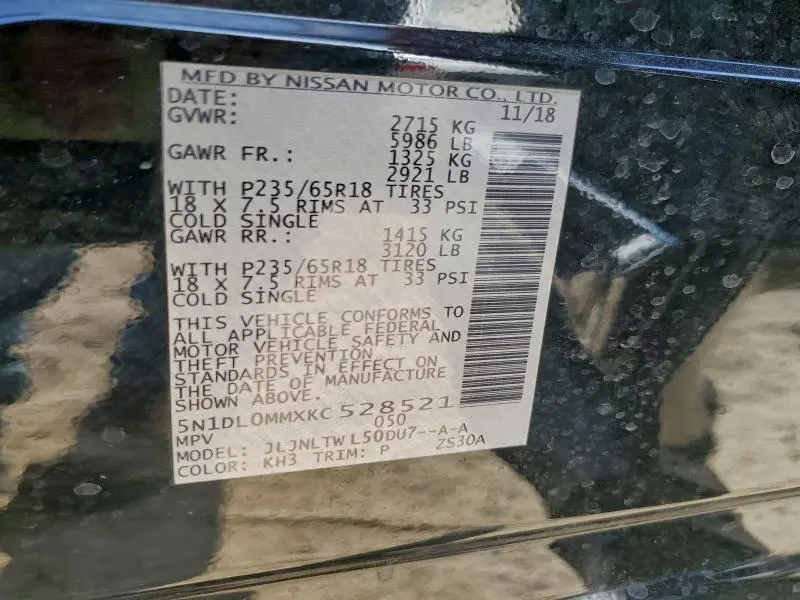 MFD BY NISSAN MOTOR CO., LTD.
DATE: 11/18
GVWR: 2715 KG
5986 LB
GAWR FR.: 1325 KG
2921 LB
WITH P235/65R18 TIRES
18 X 7.5 RIMS AT 33 PSI
COLD SINGLE
GAWR RR.: 1415 KG
3120 LB
WITH P235/65R18 TIRES
18 X 7.5 RIMS AT 33 PSI
COLD SINGLE
THIS VEHICLE CONFORMS TO
ALL APPLICABLE FEDERAL
MOTOR VEHICLE SAFETY AND
THEFT PREVENTION
STANDARDS IN EFFECT ON
THE DATE OF MANUFACTURE
SHOWN ABOVE.
5N1DL0MMXKC 528521
MPV 050
MODEL: JLJNLTW L50DU7--A-A
COLOR: KH3 TRIM: P ZS30A